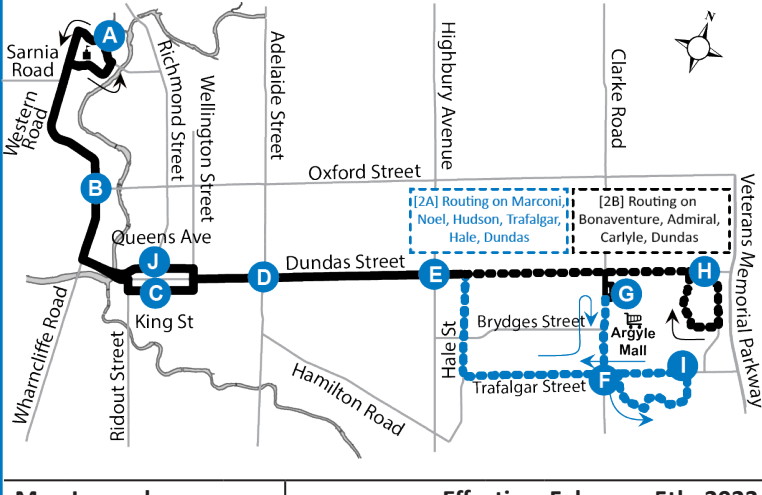 N
A
Sarnia
Road
Western
Road
Richmond Street
Wellington Street
Adelaide Street
Highbury Avenue
Clarke Road
B
Oxford Street
[2A] Routing on Marconi,
Noel, Hudson, Trafalgar,
Hale, Dundas
[2B] Routing on
Bonaventure, Admiral,
Carlyle, Dundas
Veterans Memorial Parkway
Queens Ave
J
C
D
Dundas Street
E
H
G
King St
Brydges Street
Argyle
Mall
Hale St
I
F
Trafalgar Street
Wharncliffe Road
Ridout Street
Hamilton Road